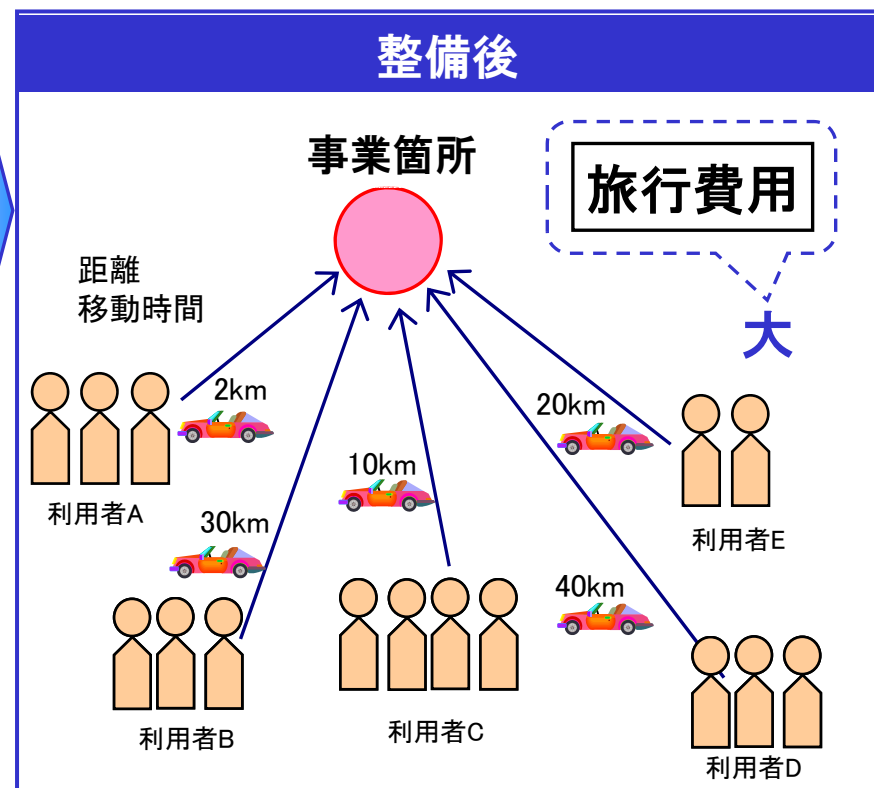 整備後
事業箇所
旅行費用
大
距離
移動時間
2km
20km
利用者A
10km
利用者E
30km
40km
利用者B
利用者C
利用者D